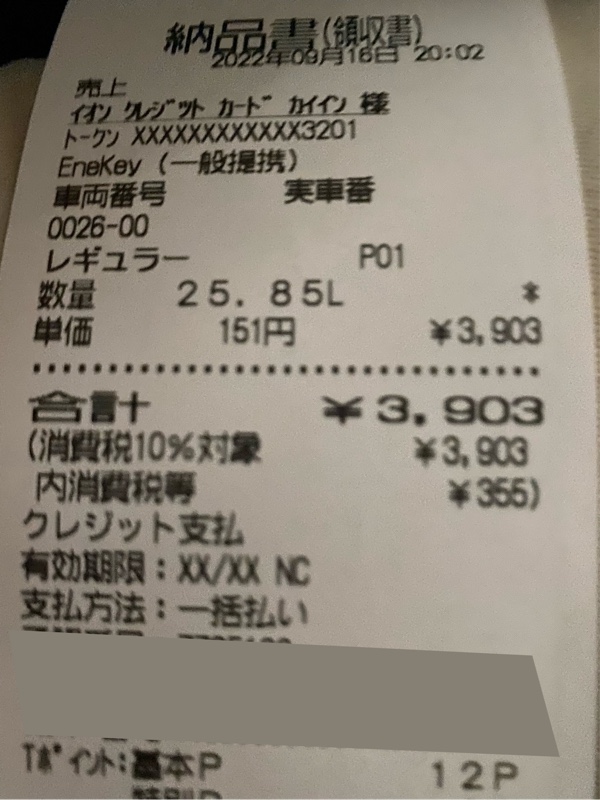 納品書(領収書)
2022年09月16日 20:02
売上
イオン クレジット カード カイイン 様
トークン XXXXXXXXXXXX3201
EneKey (一般提携)
車両番号 実車番
0026-00
レギュラー P01
数量 25.85L *
単価 151円 ¥3,903
合計 ¥3,903
(消費税10%対象 ¥3,903
内消費税等 ¥355)
クレジット支払
有効期限:XX/XX NC
支払方法:一括払い
Tポイント:基本P 12P